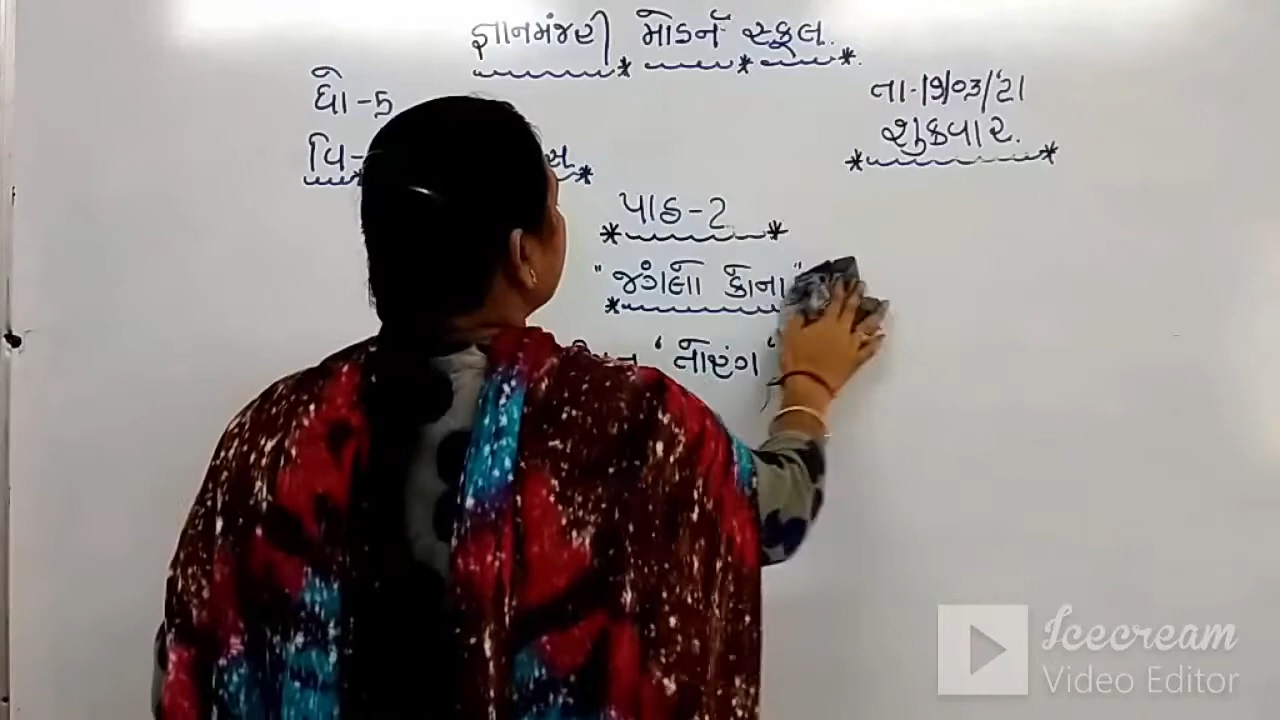 જ્ઞાનમંજરી મોડર્ન સ્કૂલ.
ધો-5
તા-19/03/'21
શુક્રવાર.
વિ-
પાઠ-2
"જંગલી કાના"
'નારંગ'
Icecream
Video Editor